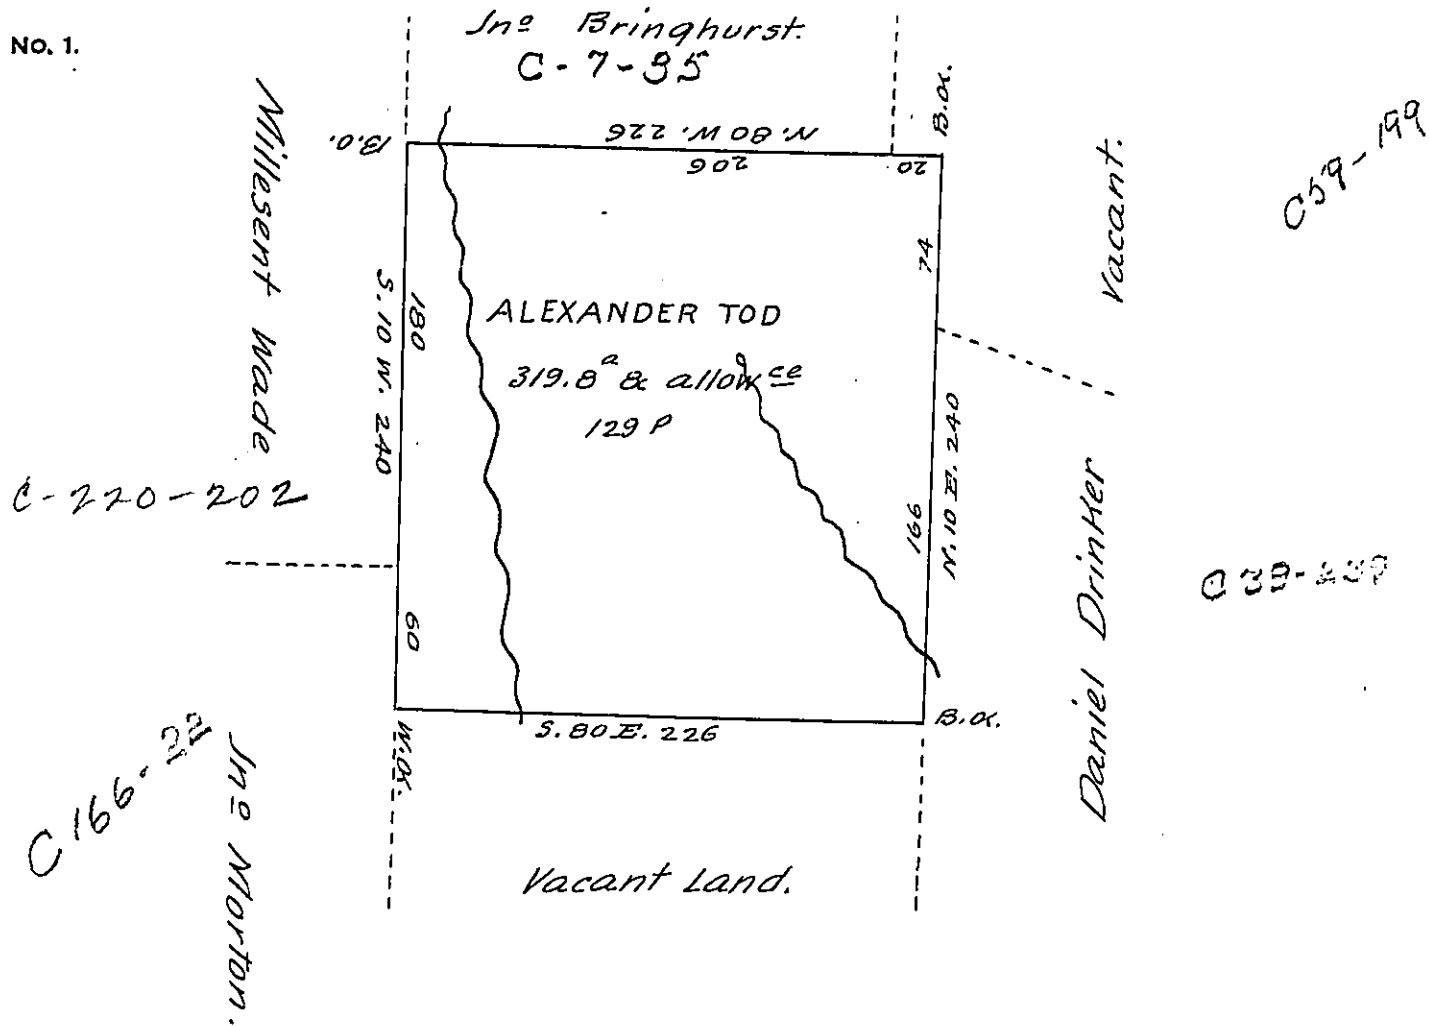 No. 1.
Jnº Bringhurst.
C-7-95
B.O.
N. 80 W. 226
206
20
B.O.
Millesent Wade
S. 10 W. 240
180
60
C-220-202
ALEXANDER TOD
319.8ª & allowce
129 P
74
166
N. 10 E. 240
Vacant.
C59-199
Daniel Drinker
W.O.
S. 80 E. 226
B.O.
C166-22
Jnº Morton.
Vacant Land.